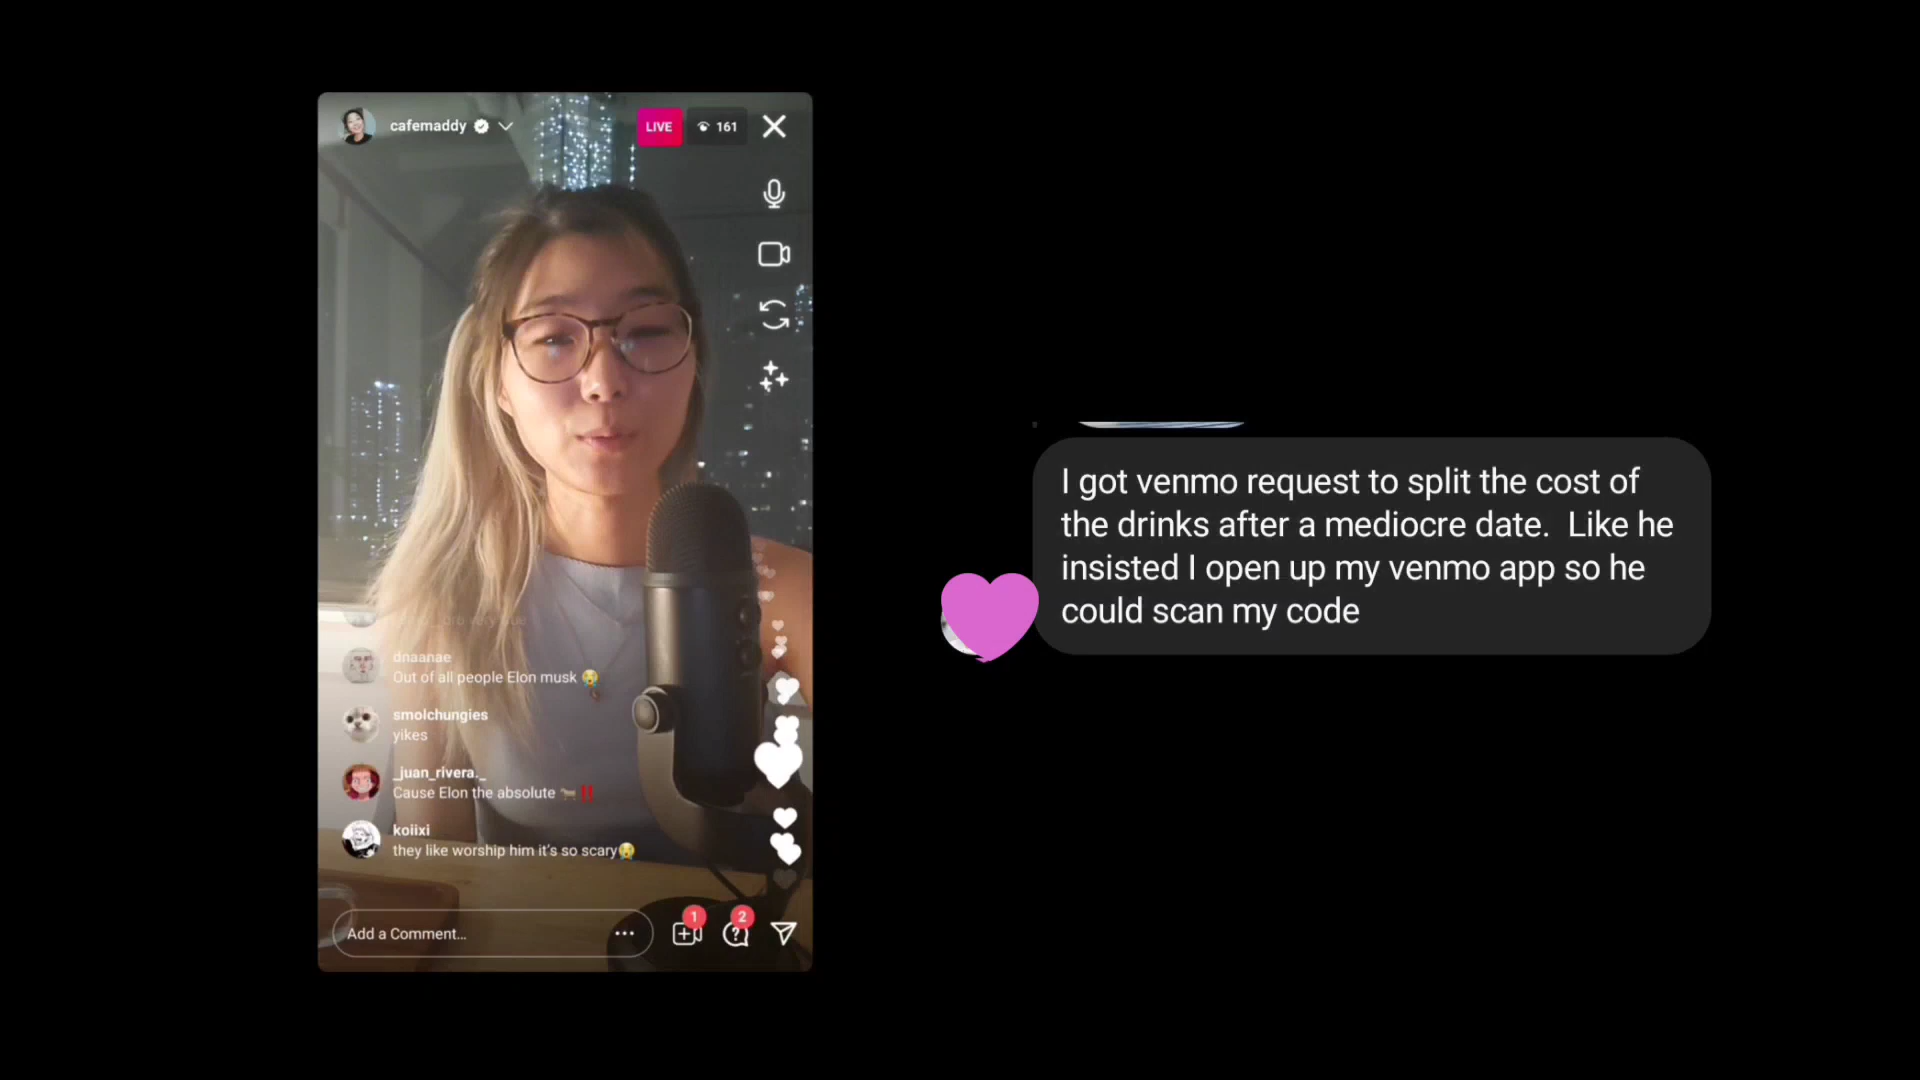 cafemaddy
LIVE
161
dnaanae
Out of all people Elon musk 😭
smolchungies
yikes
_juan_rivera._
Cause Elon the absolute 🐐‼️
koiixi
they like worship him it's so scary😭
Add a Comment...
1
2
I got venmo request to split the cost of
the drinks after a mediocre date. Like he
insisted I open up my venmo app so he
could scan my code